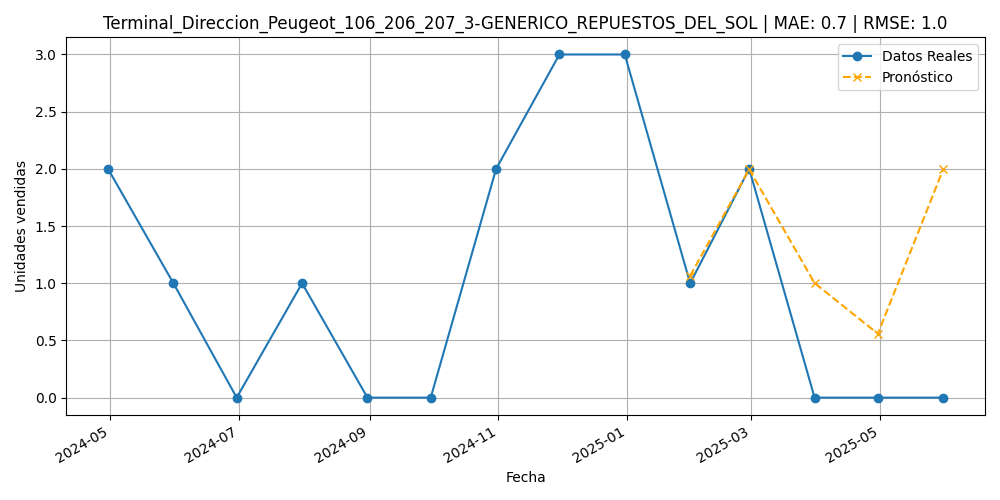 Terminal_Direccion_Peugeot_106_206_207_3-GENERICO_REPUESTOS_DEL_SOL | MAE: 0.7 | RMSE: 1.0
Datos Reales
Pronóstico
Unidades vendidas
3.0
2.5
2.0
1.5
1.0
0.5
0.0
2024-05
2024-07
2024-09
2024-11
2025-01
2025-03
2025-05
Fecha